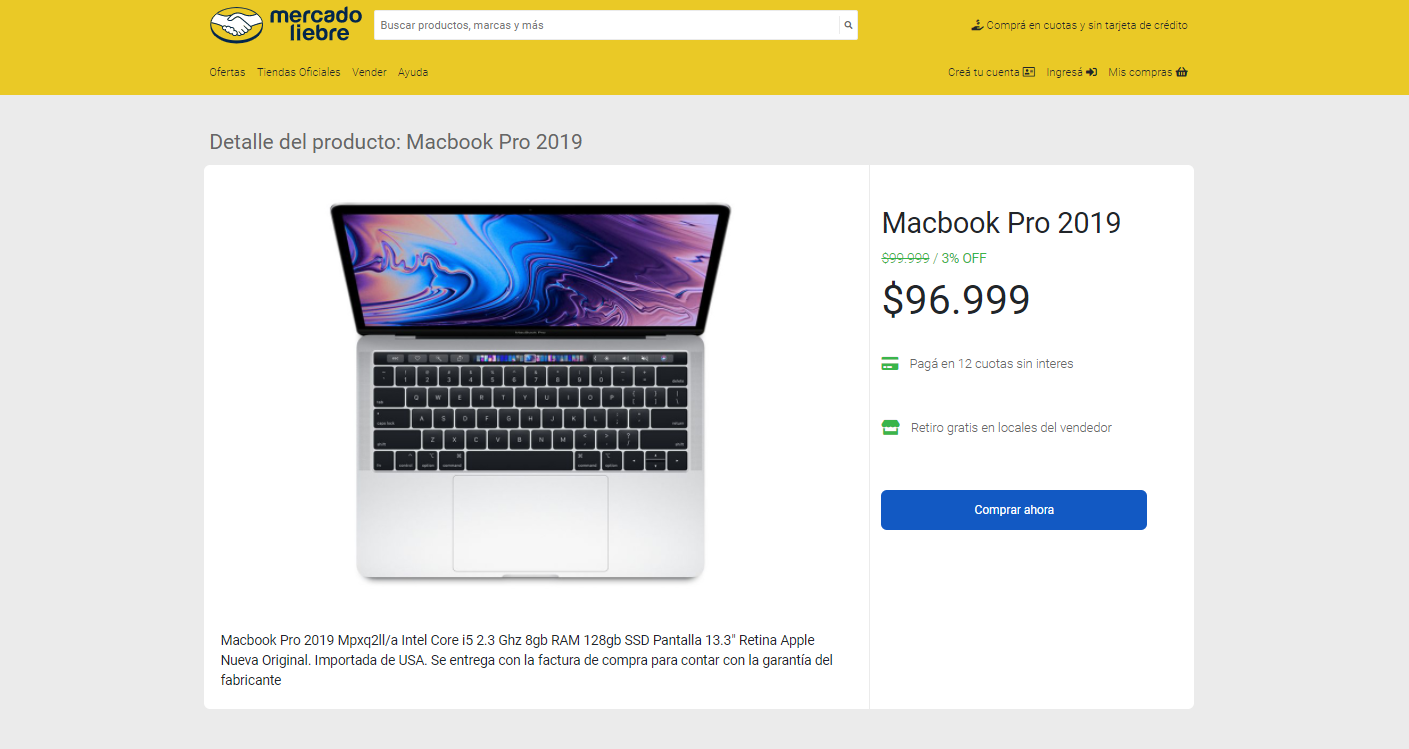 mercado
liebre
Buscar productos, marcas y más
Comprá en cuotas y sin tarjeta de crédito
Ofertas Tiendas Oficiales Vender Ayuda
Creá tu cuenta Ingresá Mis compras
Detalle del producto: Macbook Pro 2019
Macbook Pro 2019
$99.999 / 3% OFF
$96.999
Pagá en 12 cuotas sin interes
Retiro gratis en locales del vendedor
Comprar ahora
MacBook Pro
Q W E R T Y U I O P
A S D F G H J K L
Z X C V B N M
Macbook Pro 2019 Mpxq2ll/a Intel Core i5 2.3 Ghz 8gb RAM 128gb SSD Pantalla 13.3" Retina Apple
Nueva Original. Importada de USA. Se entrega con la factura de compra para contar con la garantía del
fabricante